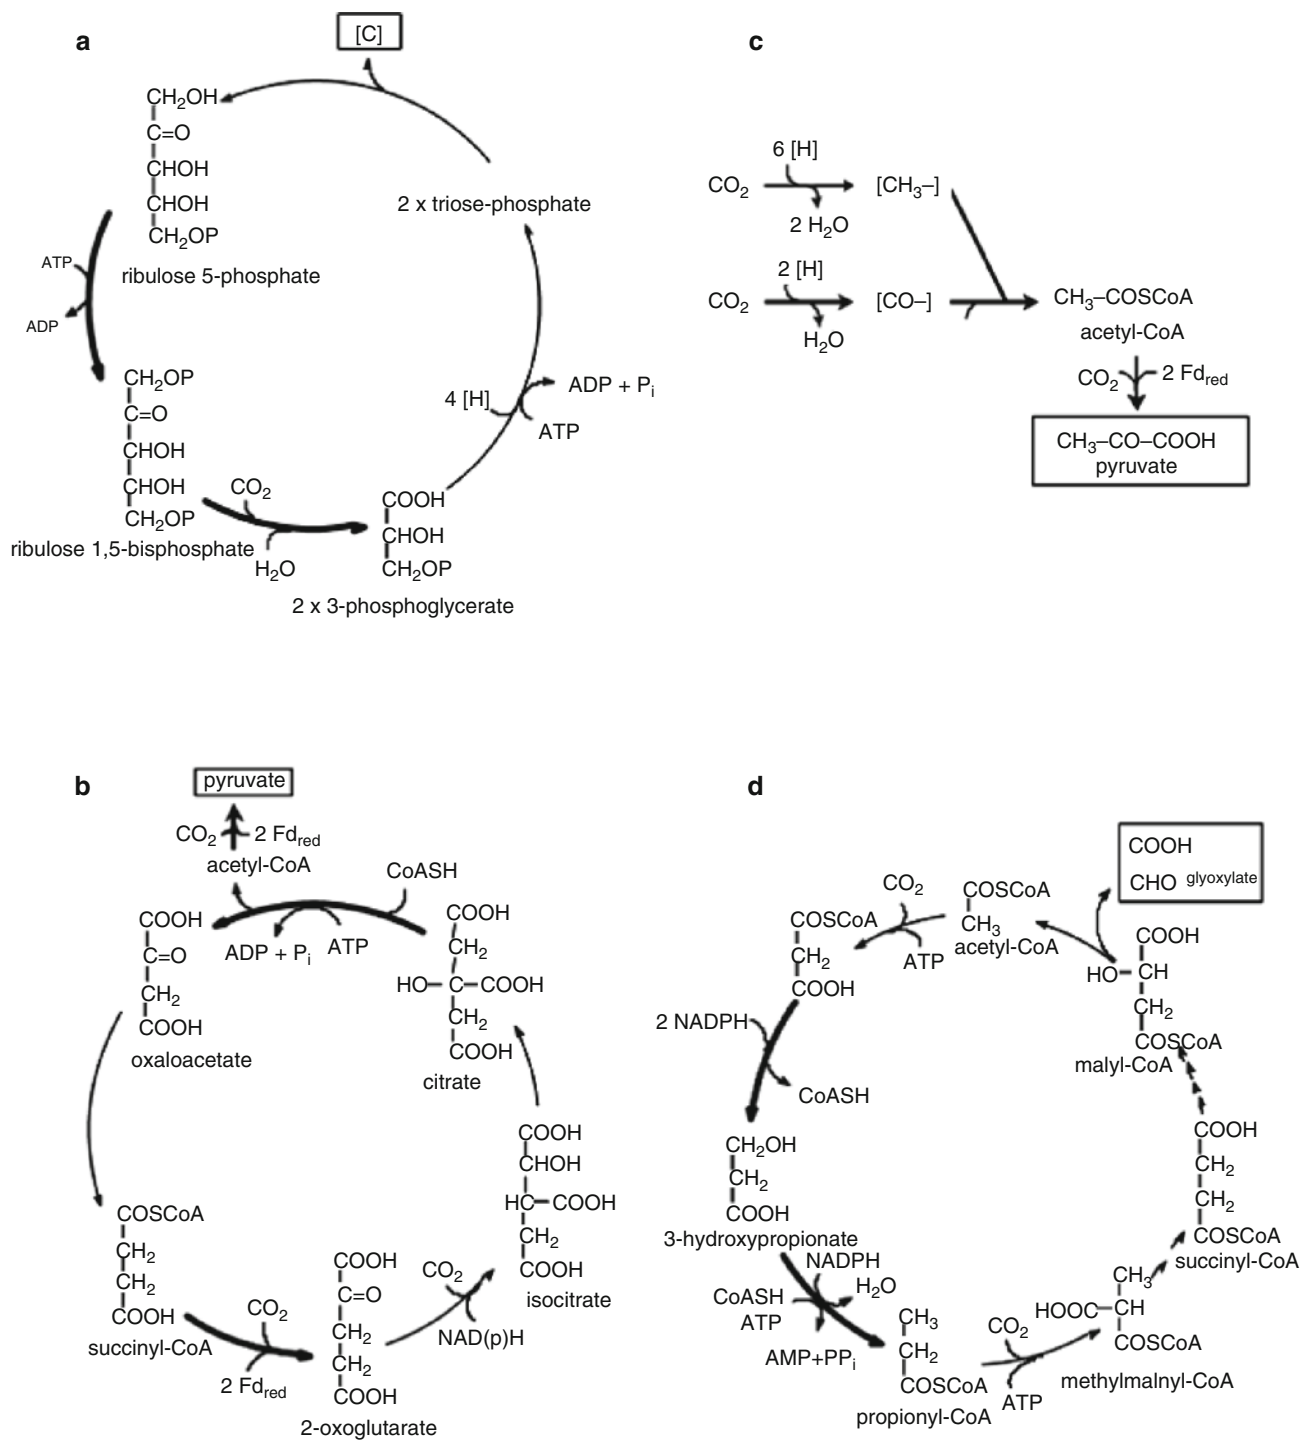 a
[C]
CH2OH
C=O
CHOH
CHOH
CH2OP
ribulose 5-phosphate
2 x triose-phosphate
ATP
ADP
CH2OP
C=O
CHOH
CHOH
CH2OP
ribulose 1,5-bisphosphate
CO2
H2O
COOH
CHOH
CH2OP
2 x 3-phosphoglycerate
4 [H]
ADP + Pi
ATP
c
6 [H]
CO2
[CH3–]
2 H2O
2 [H]
CO2
[CO–]
H2O
CH3–COSCoA
acetyl-CoA
CO2
2 Fdred
CH3–CO–COOH
pyruvate
b
pyruvate
CO2
2 Fdred
acetyl-CoA
CoASH
ADP + Pi
ATP
COOH
C=O
CH2
COOH
oxaloacetate
COOH
CH2
HO–C–COOH
CH2
COOH
citrate
COOH
CHOH
HC–COOH
CH2
COOH
isocitrate
COSCoA
CH2
CH2
COOH
succinyl-CoA
CO2
2 Fdred
COOH
C=O
CH2
CH2
COOH
2-oxoglutarate
CO2
NAD(p)H
d
COOH
CHO glyoxylate
CO2
COSCoA
CH3
acetyl-CoA
ATP
COSCoA
CH2
COOH
COOH
HO–CH
CH2
COSCoA
malyl-CoA
2 NADPH
CoASH
CH2OH
CH2
COOH
3-hydroxypropionate
NADPH
H2O
CoASH
ATP
AMP+PPi
CH3
CH2
COSCoA
propionyl-CoA
CO2
ATP
CH3
HOOC–CH
COSCoA
methylmalnyl-CoA
COOH
CH2
CH2
COSCoA
succinyl-CoA